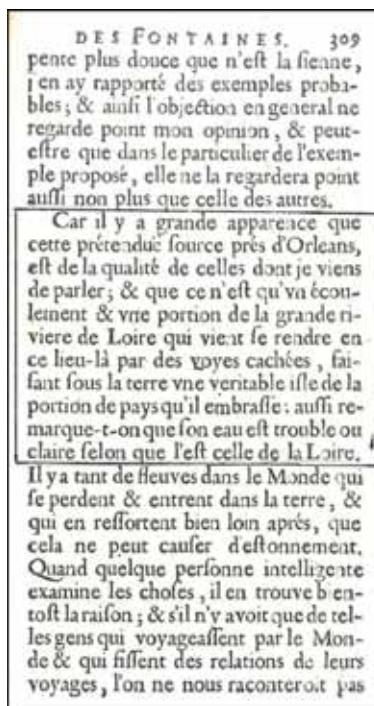 DES FONTAINES. 309
pente plus douce que n'eſt la ſienne,
j en ay rapporté des exemples proba-
bles; & ainſi l'objection en general ne
regarde point mon opinion, & peut-
eſtre que dans le particulier de l'exem-
ple proposé, elle ne la regardera point
auſſi non plus que celle des autres.
Car il y a grande apparence que
cette prétenduë ſource prés d'Orleans,
eſt de la qualité de celles dont je viens
de parler; & que ce n'eſt qu'vn écou-
lement & vne portion de la grande ri-
viere de Loire qui vient ſe rendre en
ce lieu-là par des voyes cachées, fai-
ſant ſous la terre vne veritable iſle de la
portion de pays qu'il embraſſe: auſſi re-
marque-t-on que ſon eau eſt trouble ou
claire ſelon que l'eſt celle de la Loire.
Il y a tant de fleuves dans le Monde qui
ſe perdent & entrent dans la terre, &
qui en reſſortent bien loin aprés, que
cela ne peut cauſer d'eſtonnement.
Quand quelque perſonne intelligente
examine les choſes, il en trouve bien-
toſt la raiſon; & s'il n'y avoit que de tel-
les gens qui voyageaſſent par le Mon-
de & qui fiſſent des relations de leurs
voyages, l'on ne nous raconteroit pas